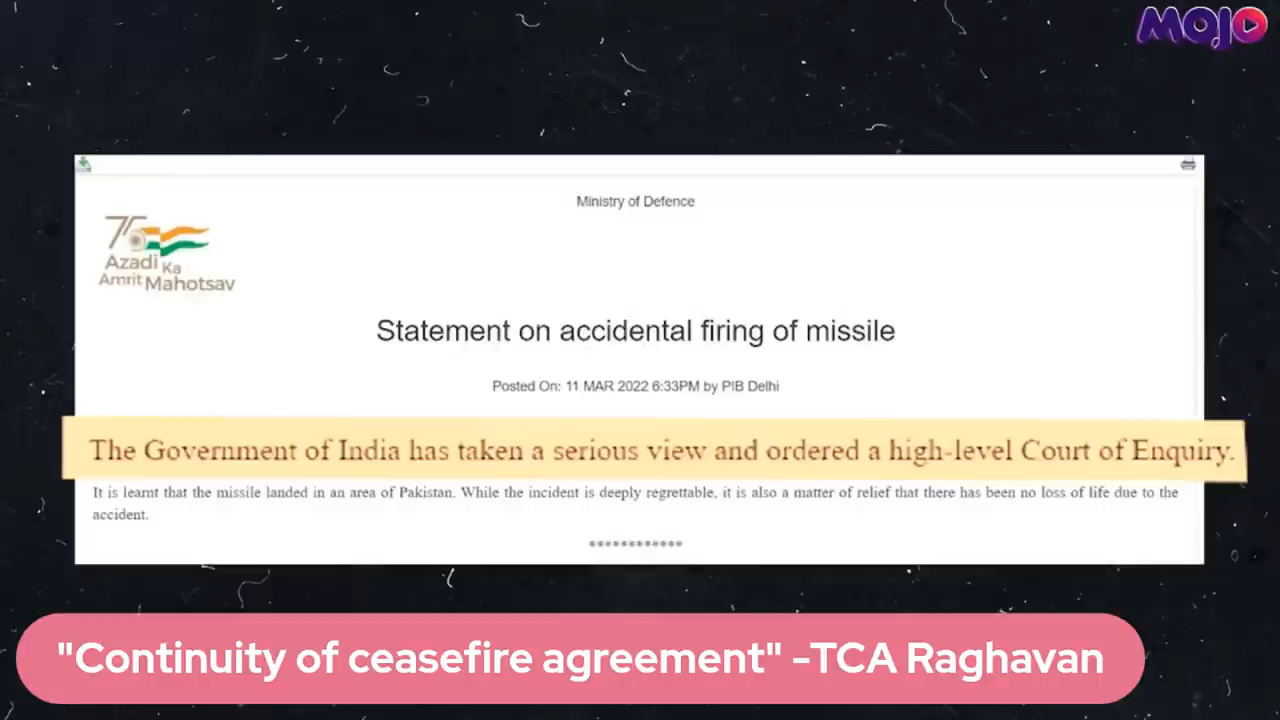 MOJO
Ministry of Defence
75
Azadi Ka
Amrit Mahotsav
Statement on accidental firing of missile
Posted On: 11 MAR 2022 6:33PM by PIB Delhi
The Government of India has taken a serious view and ordered a high-level Court of Enquiry.
It is learnt that the missile landed in an area of Pakistan. While the incident is deeply regrettable, it is also a matter of relief that there has been no loss of life due to the
accident.
************
"Continuity of ceasefire agreement" -TCA Raghavan